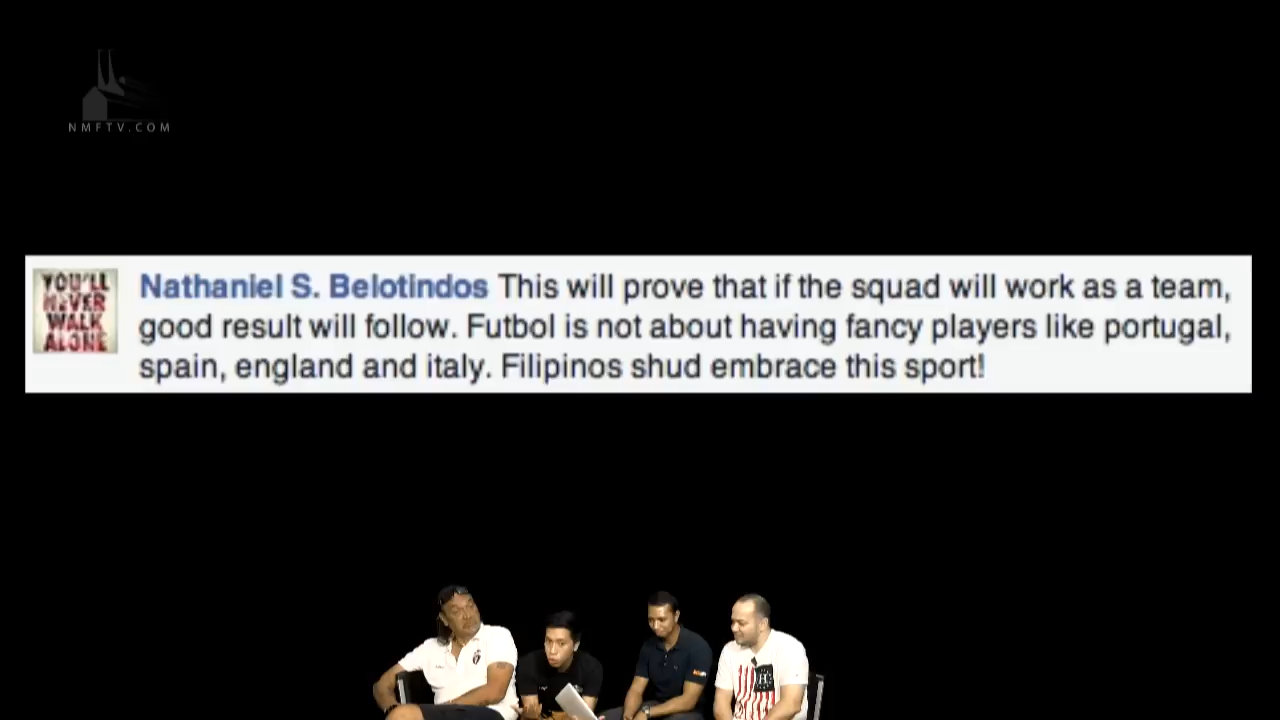 NMFTV.COM
YOU'LL
NEVER
WALK
ALONE
Nathaniel S. Belotindos This will prove that if the squad will work as a team,
good result will follow. Futbol is not about having fancy players like portugal,
spain, england and italy. Filipinos shud embrace this sport!